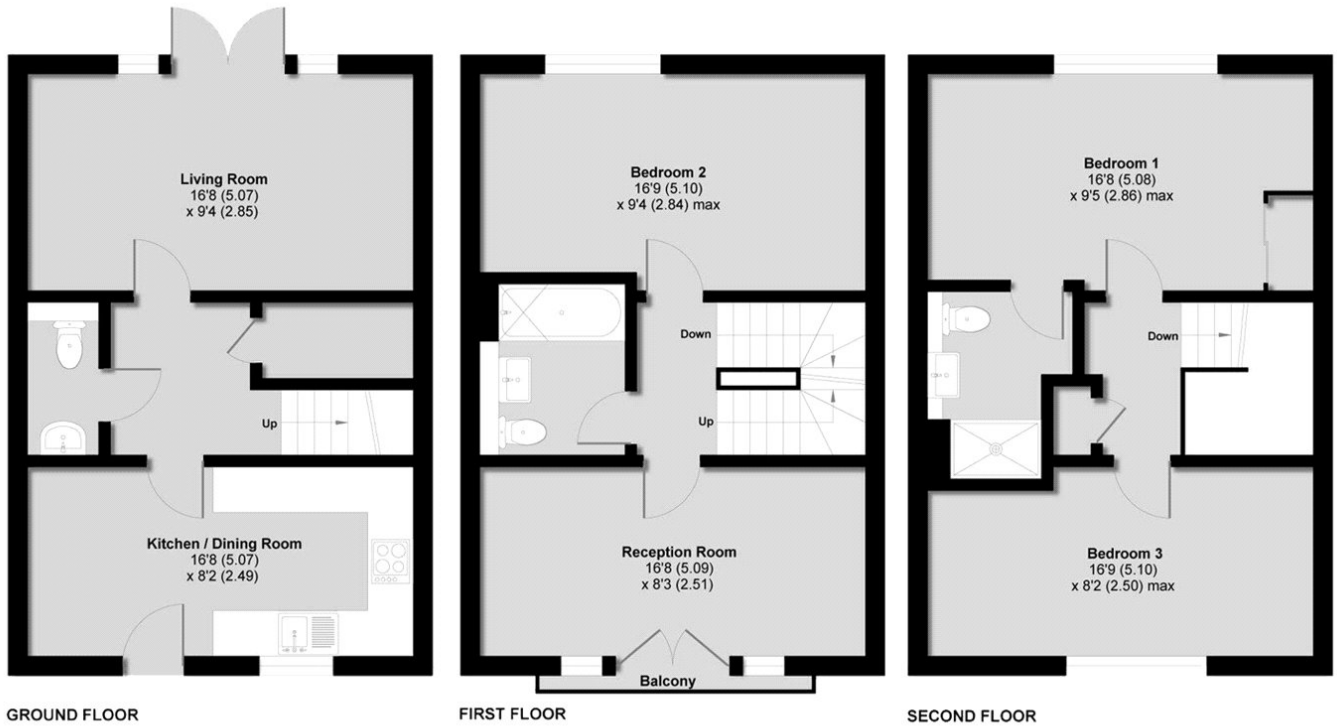 Living Room
16'8 (5.07)
x 9'4 (2.85)
Up
Kitchen / Dining Room
16'8 (5.07)
x 8'2 (2.49)
GROUND FLOOR
Bedroom 2
16'9 (5.10)
x 9'4 (2.84) max
Down
Up
Reception Room
16'8 (5.09)
x 8'3 (2.51)
Balcony
FIRST FLOOR
Bedroom 1
16'8 (5.08)
x 9'5 (2.86) max
Down
Bedroom 3
16'9 (5.10)
x 8'2 (2.50) max
SECOND FLOOR